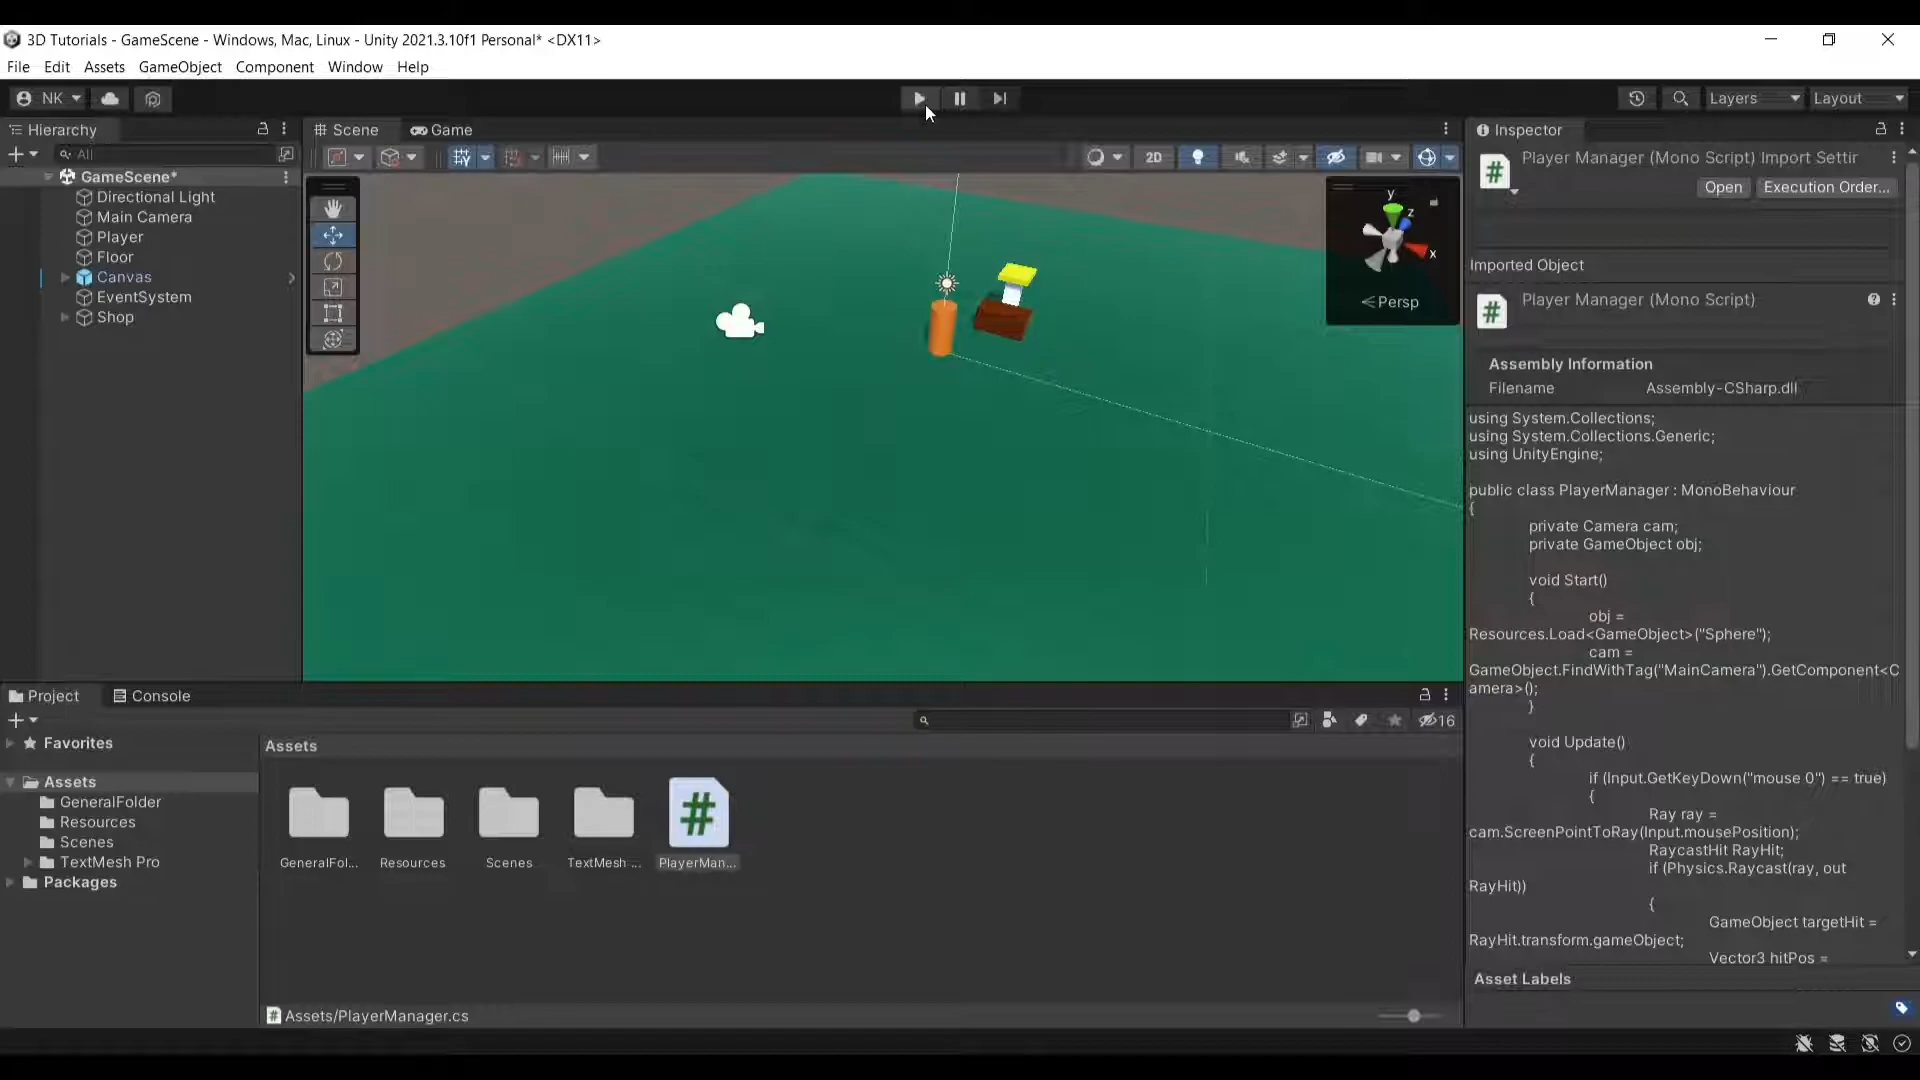 3D Tutorials - GameScene - Windows, Mac, Linux - Unity 2021.3.10f1 Personal* <DX11>
File Edit Assets GameObject Component Window Help
NK
Layers
Layout
Hierarchy
All
GameScene*
Directional Light
Main Camera
Player
Floor
Canvas
EventSystem
Shop
Scene
Game
2D
y
z
x
Persp
Inspector
Player Manager (Mono Script) Import Settir
Open
Execution Order...
Imported Object
Player Manager (Mono Script)
Assembly Information
Filename Assembly-CSharp.dll
using System.Collections;
using System.Collections.Generic;
using UnityEngine;
public class PlayerManager : MonoBehaviour
{
private Camera cam;
private GameObject obj;
void Start()
{
obj =
Resources.Load<GameObject>("Sphere");
cam =
GameObject.FindWithTag("MainCamera").GetComponent<C
amera>();
}
void Update()
{
if (Input.GetKeyDown("mouse 0") == true)
{
Ray ray =
cam.ScreenPointToRay(Input.mousePosition);
RaycastHit RayHit;
if (Physics.Raycast(ray, out
RayHit))
{
GameObject targetHit =
RayHit.transform.gameObject;
Vector3 hitPos =
Asset Labels
Project
Console
16
Favorites
Assets
GeneralFolder
Resources
Scenes
TextMesh Pro
Packages
Assets
GeneralFol...
Resources
Scenes
TextMesh ...
PlayerMan...
Assets/PlayerManager.cs